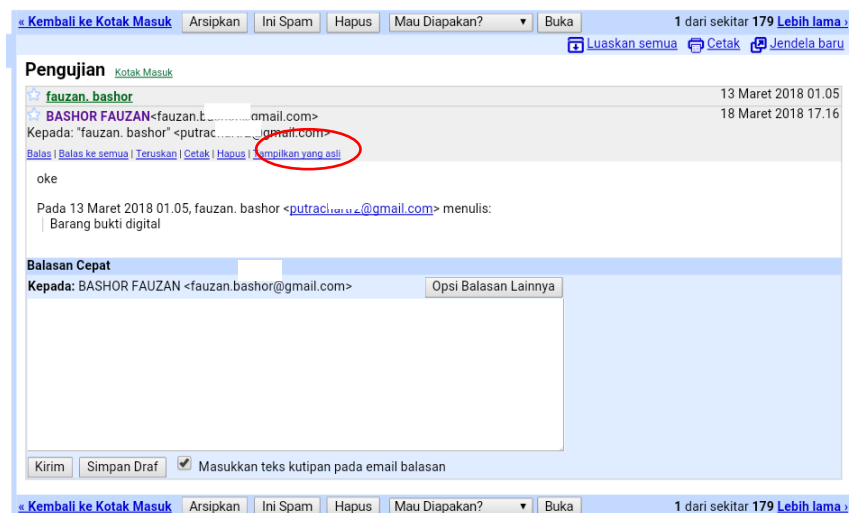 « Kembali ke Kotak Masuk Arsipkan Ini Spam Hapus Mau Diapakan? ▼ Buka 1 dari sekitar 179 Lebih lama ›
Luaskan semua Cetak Jendela baru
Pengujian Kotak Masuk
fauzan. bashor 13 Maret 2018 01.05
BASHOR FAUZAN gmail.com> 18 Maret 2018 17.16
Kepada: "fauzan. bashor"
Balas | Balas ke semua | Teruskan | Cetak | Hapus | Tampilkan yang asli
oke
Pada 13 Maret 2018 01.05, fauzan. bashor menulis:
Barang bukti digital
Balasan Cepat
Kepada: BASHOR FAUZAN <fauzan.bashor@gmail.com> Opsi Balasan Lainnya
Kirim Simpan Draf Masukkan teks kutipan pada email balasan
« Kembali ke Kotak Masuk Arsipkan Ini Spam Hapus Mau Diapakan? ▼ Buka 1 dari sekitar 179 Lebih lama ›